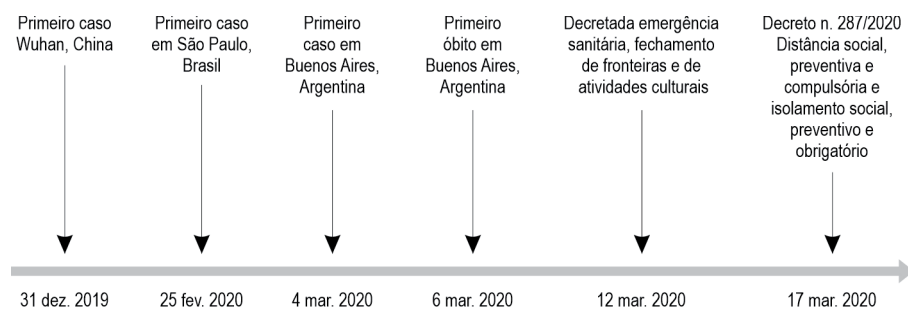 Primeiro caso
Wuhan, China
Primeiro caso
em São Paulo,
Brasil
Primeiro
caso em
Buenos Aires,
Argentina
Primeiro
óbito em
Buenos Aires,
Argentina
Decretada emergência
sanitária, fechamento
de fronteiras e de
atividades culturais
Decreto n. 287/2020
Distância social,
preventiva e
compulsória e
isolamento social,
preventivo e
obrigatório
31 dez. 2019
25 fev. 2020
4 mar. 2020
6 mar. 2020
12 mar. 2020
17 mar. 2020